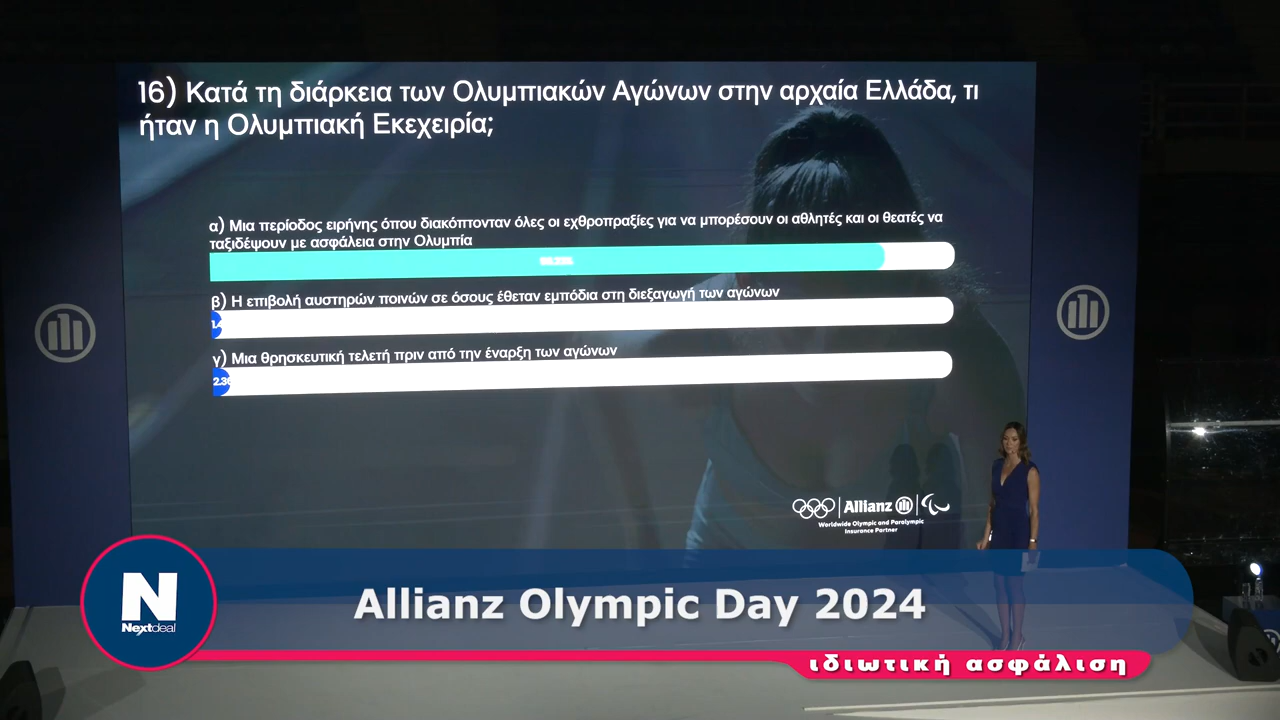 16) Κατά τη διάρκεια των Ολυμπιακών Αγώνων στην αρχαία Ελλάδα, τι
ήταν η Ολυμπιακή Εκεχειρία;
α) Μια περίοδος ειρήνης όπου διακόπτονταν όλες οι εχθροπραξίες για να μπορέσουν οι αθλητές και οι θεατές να
ταξιδέψουν με ασφάλεια στην Ολυμπία
β) Η επιβολή αυστηρών ποινών σε όσους έθεταν εμπόδια στη διεξαγωγή των αγώνων
γ) Μια θρησκευτική τελετή πριν από την έναρξη των αγώνων
Allianz
Worldwide Olympic and Paralympic
Insurance Partner
N
Nextdeal
Allianz Olympic Day 2024
ιδιωτική ασφάλιση